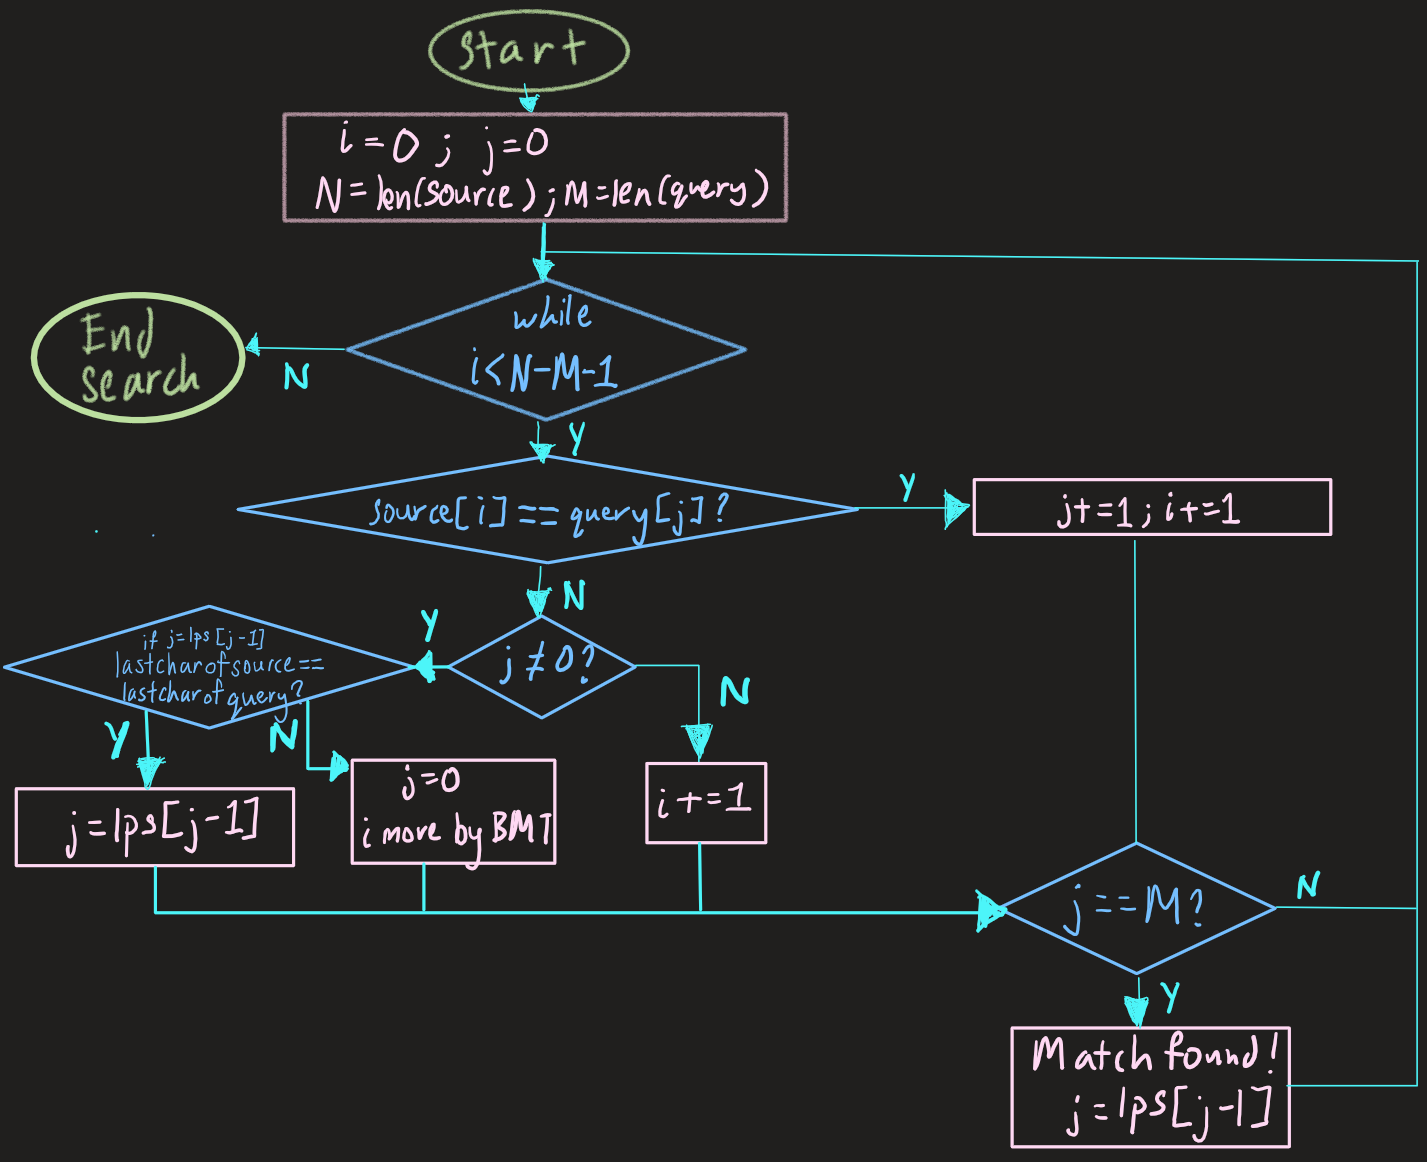 Start
i=0 ; j=0
N=len(source) ; M=len(query)
while
i<N-M-1
N
End
search
Y
source[i]==query[j]?
Y
j+=1 ; i+=1
N
j≠0?
Y
N
if j=lps[j-1]
lastcharofsource==
lastcharofquery?
Y
N
j=lps[j-1]
j=0
i move by BMT
i+=1
j==M?
N
Y
Match found!
j=lps[j-1]